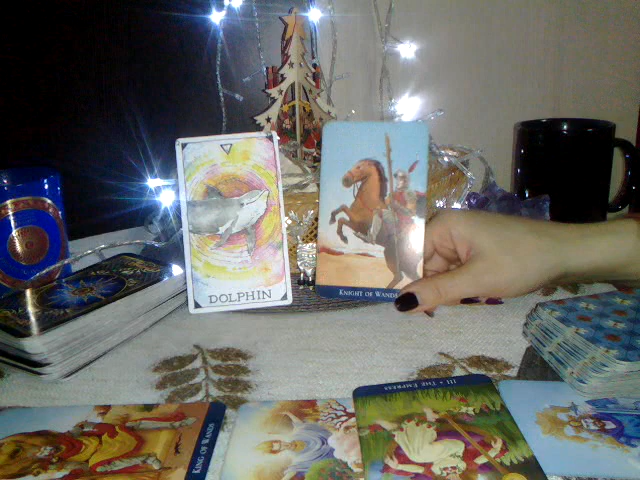 DOLPHIN
KNIGHT OF WANDS
KING OF WANDS
III • THE EMPRESS